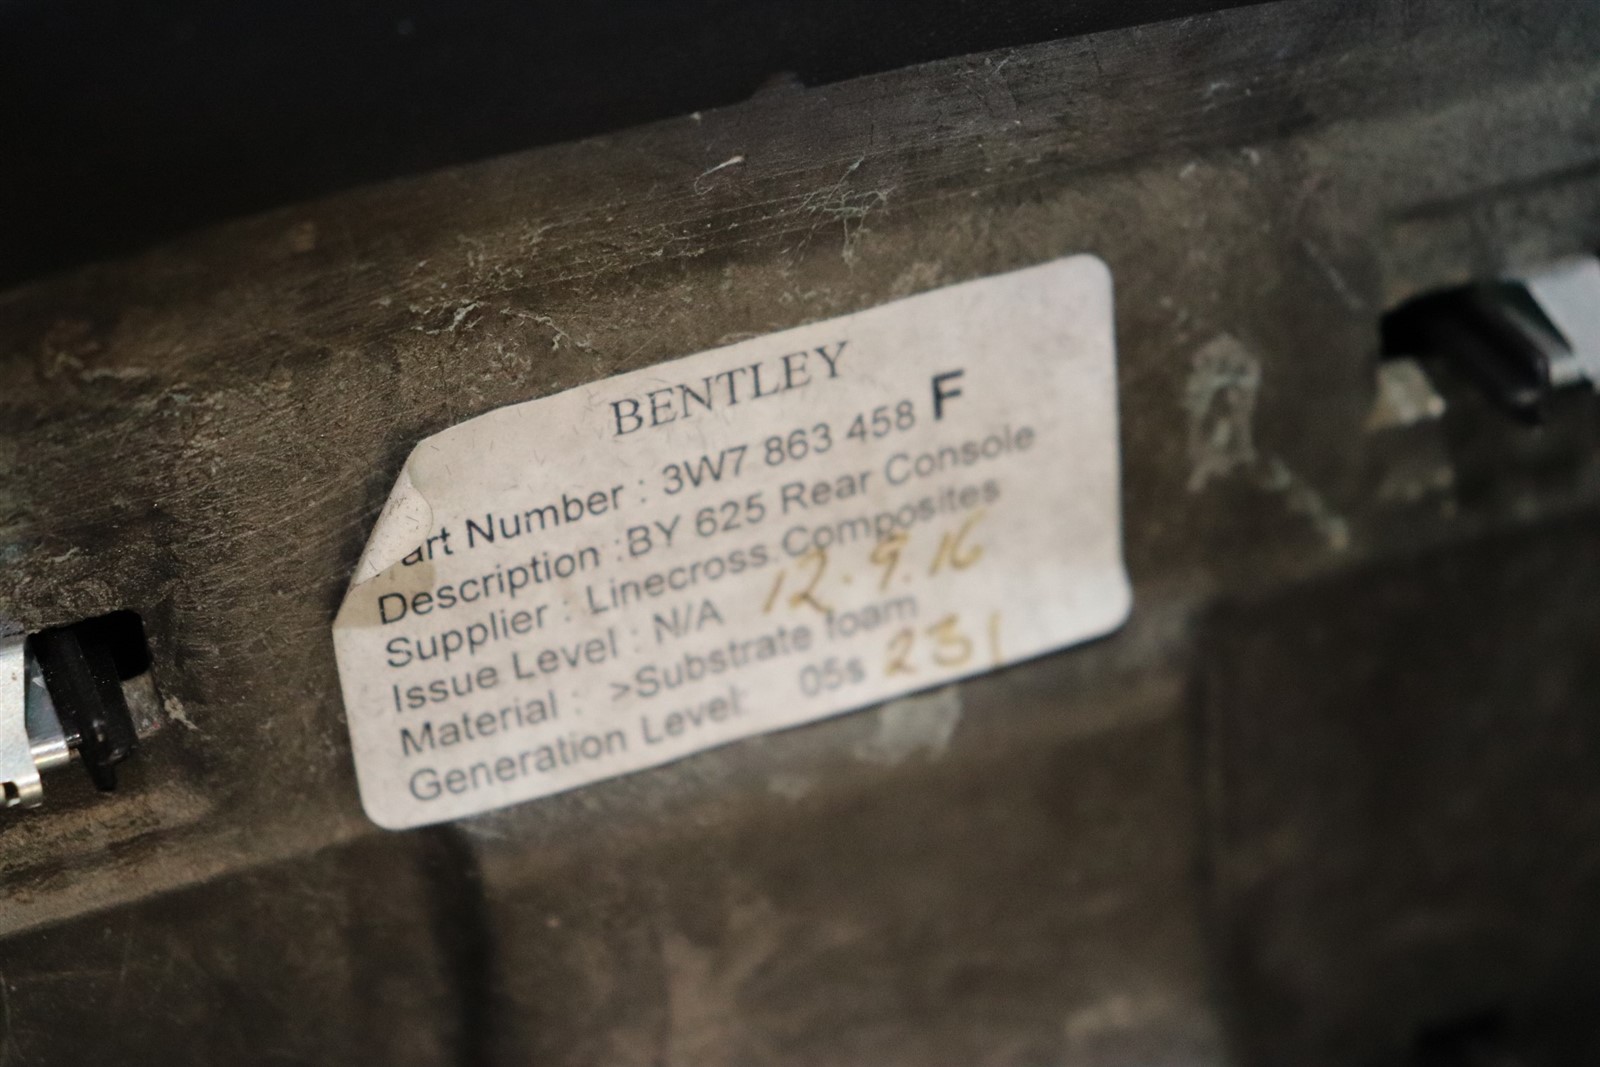 BENTLEY
Part Number : 3W7 863 458 F
Description :BY 625 Rear Console
Supplier : Linecross Composites
Issue Level : N/A 12.9.16
Material : >Substrate foam
Generation Level: 05s 231